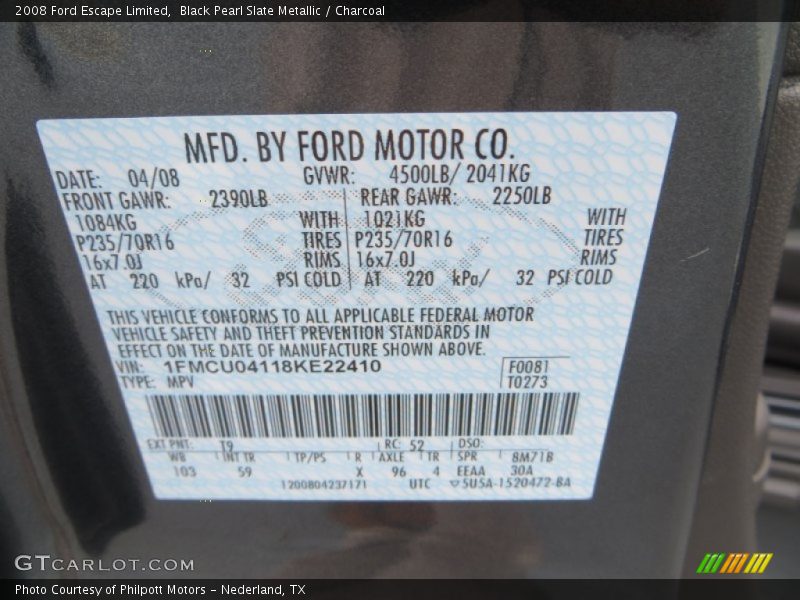 2008 Ford Escape Limited,  Black Pearl Slate Metallic / Charcoal
MFD. BY FORD MOTOR CO.
DATE: 04/08 GVWR: 4500LB/ 2041KG
FRONT GAWR: 2390LB REAR GAWR: 2250LB
1084KG WITH 1021KG WITH
P235/70R16 TIRES P235/70R16 TIRES
16x7.0J RIMS 16x7.0J RIMS
AT 220 kPa/ 32 PSI COLD AT 220 kPa/ 32 PSI COLD
THIS VEHICLE CONFORMS TO ALL APPLICABLE FEDERAL MOTOR
VEHICLE SAFETY AND THEFT PREVENTION STANDARDS IN
EFFECT ON THE DATE OF MANUFACTURE SHOWN ABOVE.
VIN: 1FMCU04118KE22410 F0081
TYPE: MPV T0273
EXT PNT: T9 RC: 52 DSO:
WB INT TR TP/PS R AXLE TR SPR 8M71B
103 59 X 96 4 EEAA 30A
1200804237171 UTC 5U5A-1520472-BA
GTCARLOT.COM
Photo Courtesy of Philpott Motors - Nederland, TX